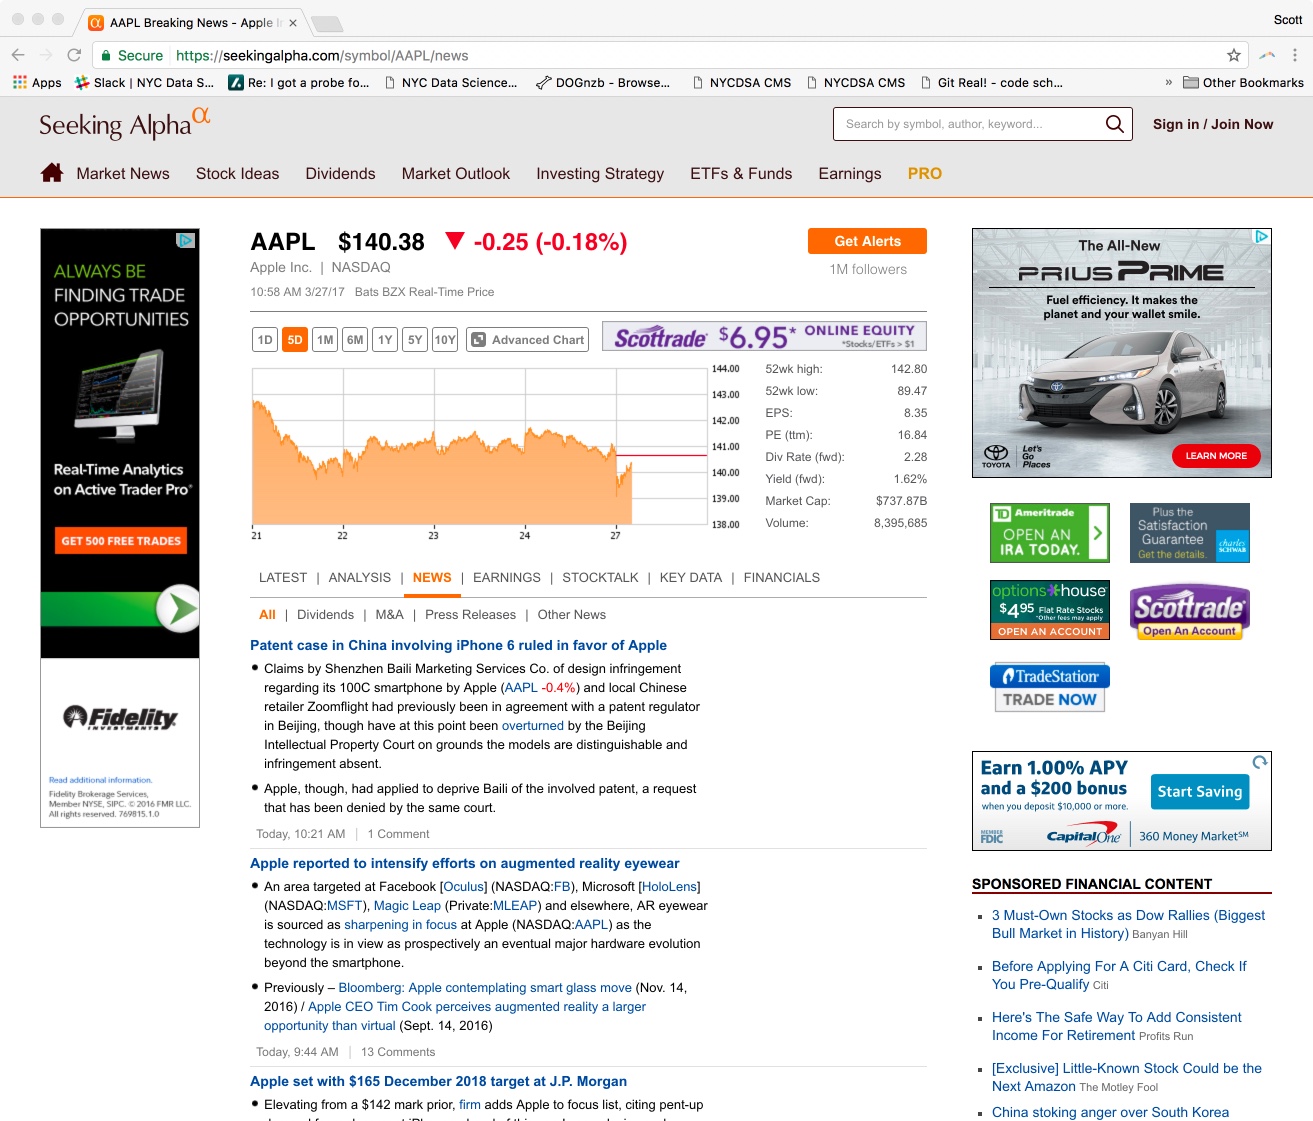 AAPL Breaking News - Apple I
Scott
Secure https://seekingalpha.com/symbol/AAPL/news
Apps Slack | NYC Data S... Re: I got a probe fo... NYC Data Science... DOGnzb - Browse... NYCDSA CMS NYCDSA CMS Git Real! - code sch... » Other Bookmarks
Seeking Alpha α
Search by symbol, author, keyword...
Sign in / Join Now
Market News Stock Ideas Dividends Market Outlook Investing Strategy ETFs & Funds Earnings PRO
ALWAYS BE
FINDING TRADE
OPPORTUNITIES
Real-Time Analytics
on Active Trader Pro®
GET 500 FREE TRADES
Fidelity
INVESTMENTS
Read additional information.
Fidelity Brokerage Services,
Member NYSE, SIPC. © 2016 FMR LLC.
All rights reserved. 769815.1.0
AAPL $140.38 ▼ -0.25 (-0.18%)
Get Alerts
Apple Inc. | NASDAQ
1M followers
10:58 AM 3/27/17 Bats BZX Real-Time Price
1D 5D 1M 6M 1Y 5Y 10Y Advanced Chart
Scottrade $6.95* ONLINE EQUITY
*Stocks/ETFs > $1
144.00
143.00
142.00
141.00
140.00
139.00
138.00
21 22 23 24 27
52wk high: 142.80
52wk low: 89.47
EPS: 8.35
PE (ttm): 16.84
Div Rate (fwd): 2.28
Yield (fwd): 1.62%
Market Cap: $737.87B
Volume: 8,395,685
LATEST | ANALYSIS | NEWS | EARNINGS | STOCKTALK | KEY DATA | FINANCIALS
All | Dividends | M&A | Press Releases | Other News
Patent case in China involving iPhone 6 ruled in favor of Apple
• Claims by Shenzhen Baili Marketing Services Co. of design infringement
regarding its 100C smartphone by Apple (AAPL -0.4%) and local Chinese
retailer Zoomflight had previously been in agreement with a patent regulator
in Beijing, though have at this point been overturned by the Beijing
Intellectual Property Court on grounds the models are distinguishable and
infringement absent.
• Apple, though, had applied to deprive Baili of the involved patent, a request
that has been denied by the same court.
Today, 10:21 AM | 1 Comment
Apple reported to intensify efforts on augmented reality eyewear
• An area targeted at Facebook [Oculus] (NASDAQ:FB), Microsoft [HoloLens]
(NASDAQ:MSFT), Magic Leap (Private:MLEAP) and elsewhere, AR eyewear
is sourced as sharpening in focus at Apple (NASDAQ:AAPL) as the
technology is in view as prospectively an eventual major hardware evolution
beyond the smartphone.
• Previously – Bloomberg: Apple contemplating smart glass move (Nov. 14,
2016) / Apple CEO Tim Cook perceives augmented reality a larger
opportunity than virtual (Sept. 14, 2016)
Today, 9:44 AM | 13 Comments
Apple set with $165 December 2018 target at J.P. Morgan
• Elevating from a $142 mark prior, firm adds Apple to focus list, citing pent-up
The All-New
PRIUS PRIME
Fuel efficiency. It makes the
planet and your wallet smile.
TOYOTA
Let's
Go
Places
LEARN MORE
TD Ameritrade
OPEN AN
IRA TODAY.
Plus the
Satisfaction
Guarantee
Get the details.
charles
SCHWAB
optionshouse
$4.95 Flat Rate Stocks
*Other fees may apply
OPEN AN ACCOUNT
Scottrade
Open An Account
TradeStation
TRADE NOW
Earn 1.00% APY
and a $200 bonus
when you deposit $10,000 or more.
Start Saving
MEMBER
FDIC
Capital One
360 Money Market℠
SPONSORED FINANCIAL CONTENT
3 Must-Own Stocks as Dow Rallies (Biggest
Bull Market in History) Banyan Hill
Before Applying For A Citi Card, Check If
You Pre-Qualify Citi
Here's The Safe Way To Add Consistent
Income For Retirement Profits Run
[Exclusive] Little-Known Stock Could be the
Next Amazon The Motley Fool
China stoking anger over South Korea